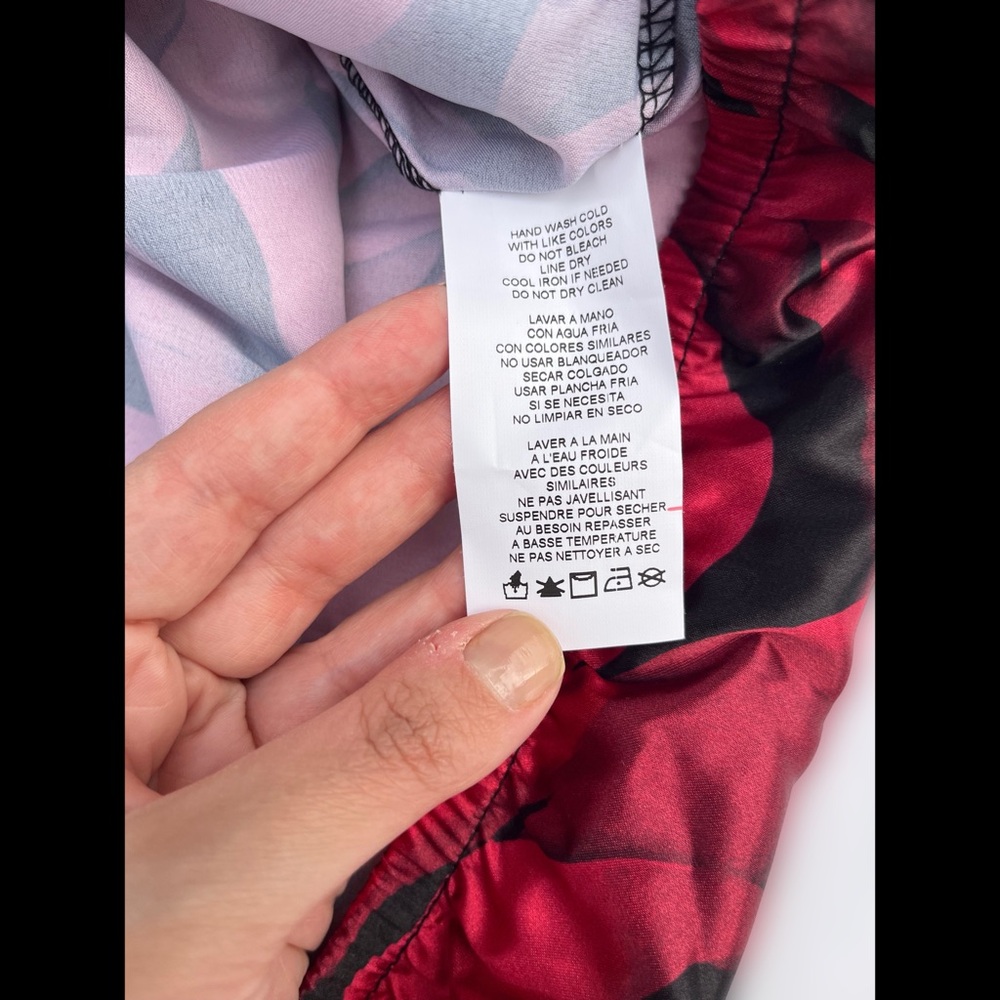 HAND WASH COLD
WITH LIKE COLORS
DO NOT BLEACH
LINE DRY
COOL IRON IF NEEDED
DO NOT DRY CLEAN
LAVAR A MANO
CON AGUA FRIA
CON COLORES SIMILARES
NO USAR BLANQUEADOR
SECAR COLGADO
USAR PLANCHA FRIA
SI SE NECESITA
NO LIMPIAR EN SECO
LAVER A LA MAIN
A L'EAU FROIDE
AVEC DES COULEURS
SIMILAIRES
NE PAS JAVELLISANT
SUSPENDRE POUR SECHER
AU BESOIN REPASSER
A BASSE TEMPERATURE
NE PAS NETTOYER A SEC